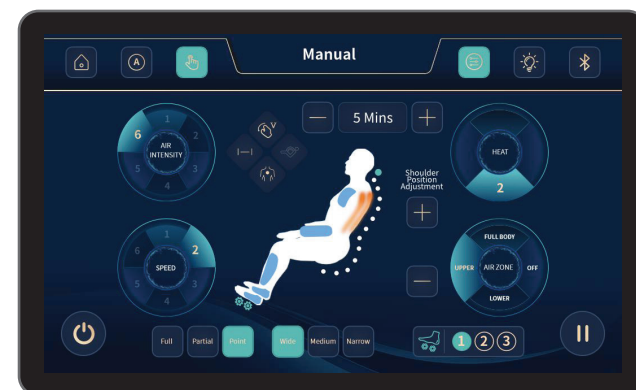 A
Manual
V
5 Mins
1
6
2
AIR
INTENSITY
5
3
4
HEAT
2
Shoulder
Position
Adjustment
1
6
2
SPEED
5
3
4
FULL BODY
UPPER
AIR ZONE
OFF
LOWER
Full
Partial
Point
Wide
Medium
Narrow
1
2
3